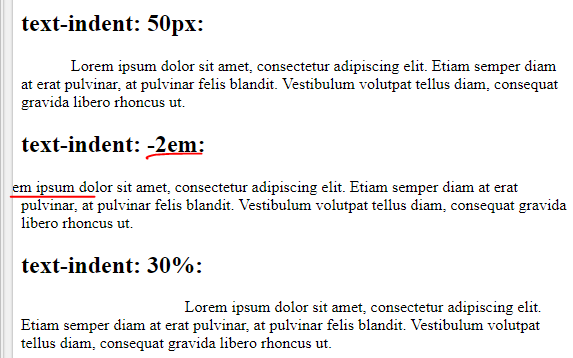 text-indent: 50px:
Lorem ipsum dolor sit amet, consectetur adipiscing elit. Etiam semper diam
at erat pulvinar, at pulvinar felis blandit. Vestibulum volutpat tellus diam, consequat
gravida libero rhoncus ut.
text-indent: -2em:
em ipsum dolor sit amet, consectetur adipiscing elit. Etiam semper diam at erat
pulvinar, at pulvinar felis blandit. Vestibulum volutpat tellus diam, consequat gravida
libero rhoncus ut.
text-indent: 30%:
Lorem ipsum dolor sit amet, consectetur adipiscing elit.
Etiam semper diam at erat pulvinar, at pulvinar felis blandit. Vestibulum volutpat
tellus diam, consequat gravida libero rhoncus ut.